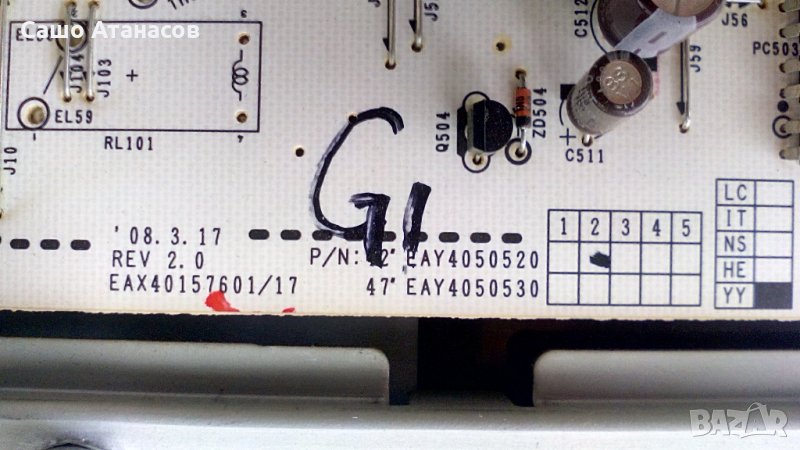 Сашо Атанасов
C512
J56
J59
PC503
EL59
J104
J103
RL101
J10
Q504
ZD504
C511
G1
'08.3.17
REV 2.0
EAX40157601/17
P/N: 42" EAY4050520
47" EAY4050530
1 2 3 4 5
LC
IT
NS
HE
YY
BAZAR